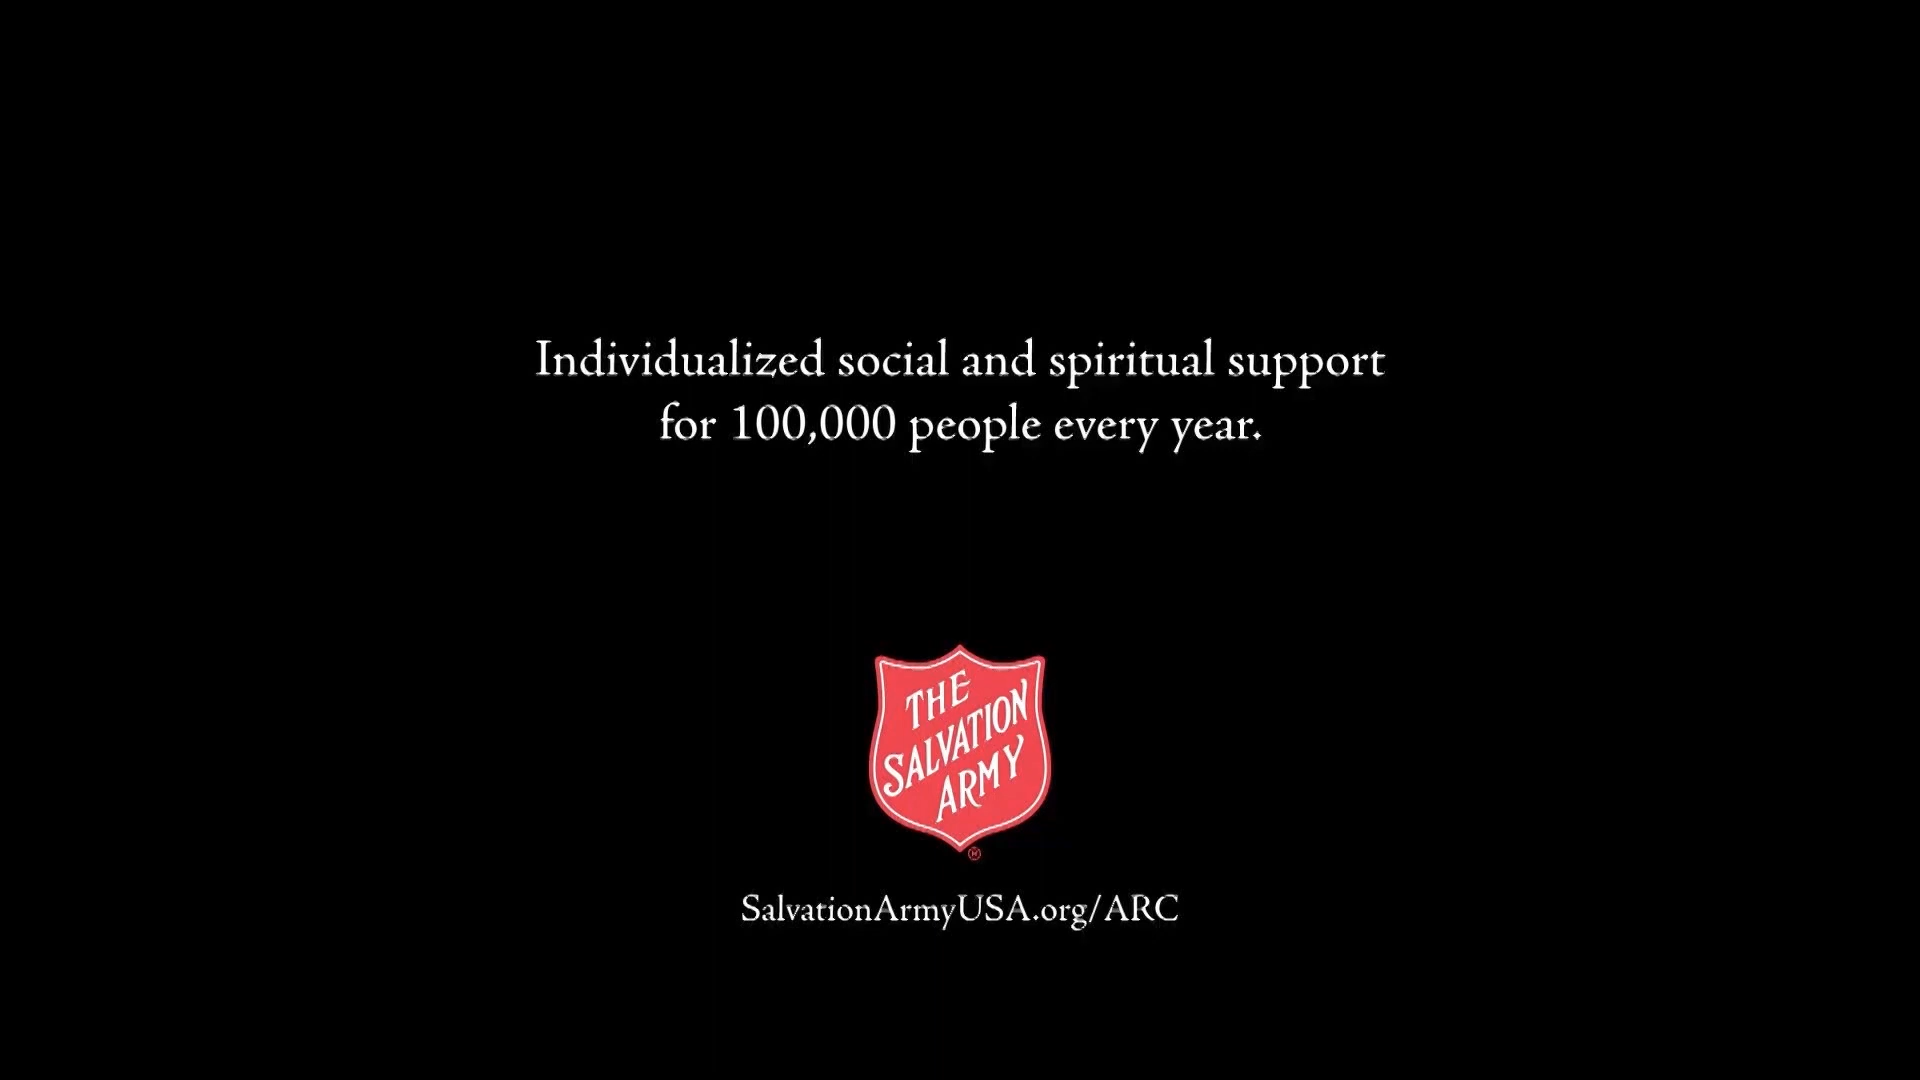 Individualized social and spiritual support
for 100,000 people every year.
THE
SALVATION
ARMY
®
SalvationArmyUSA.org/ARC